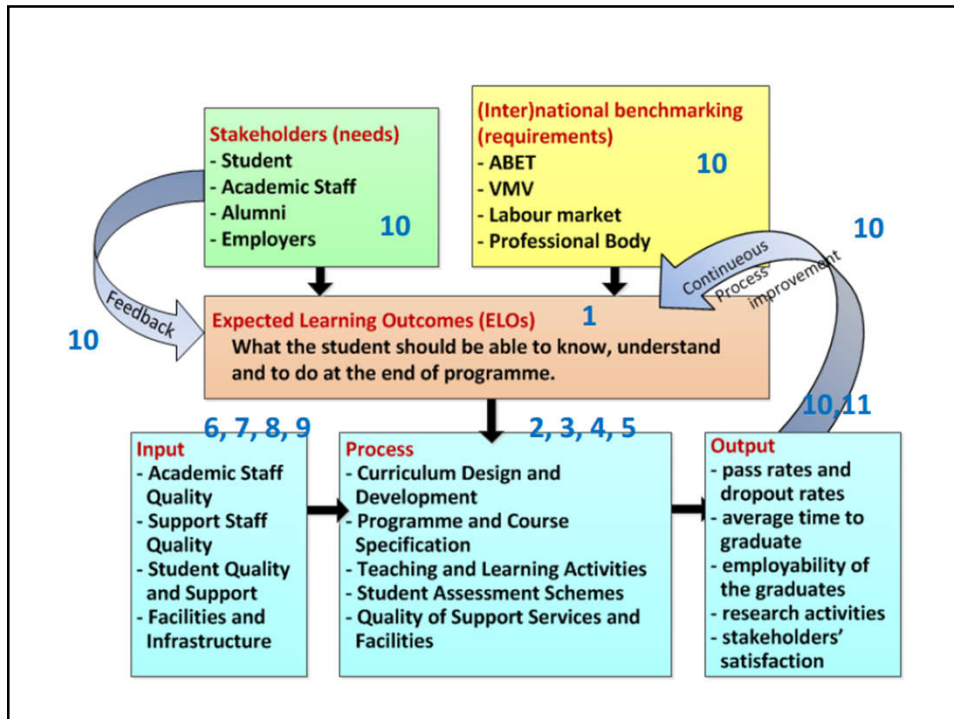 Stakeholders (needs)
- Student
- Academic Staff
- Alumni
- Employers
10
(Inter)national benchmarking
(requirements)
- ABET
- VMV
- Labour market
- Professional Body
10
10
Continueous
Process
improvement
Feedback
10
Expected Learning Outcomes (ELOs)
1
What the student should be able to know, understand
and to do at the end of programme.
6, 7, 8, 9
Input
- Academic Staff
Quality
- Support Staff
Quality
- Student Quality
and Support
- Facilities and
Infrastructure
2, 3, 4, 5
Process
- Curriculum Design and
Development
- Programme and Course
Specification
- Teaching and Learning Activities
- Student Assessment Schemes
- Quality of Support Services and
Facilities
10,11
Output
- pass rates and
dropout rates
- average time to
graduate
- employability of
the graduates
- research activities
- stakeholders’
satisfaction